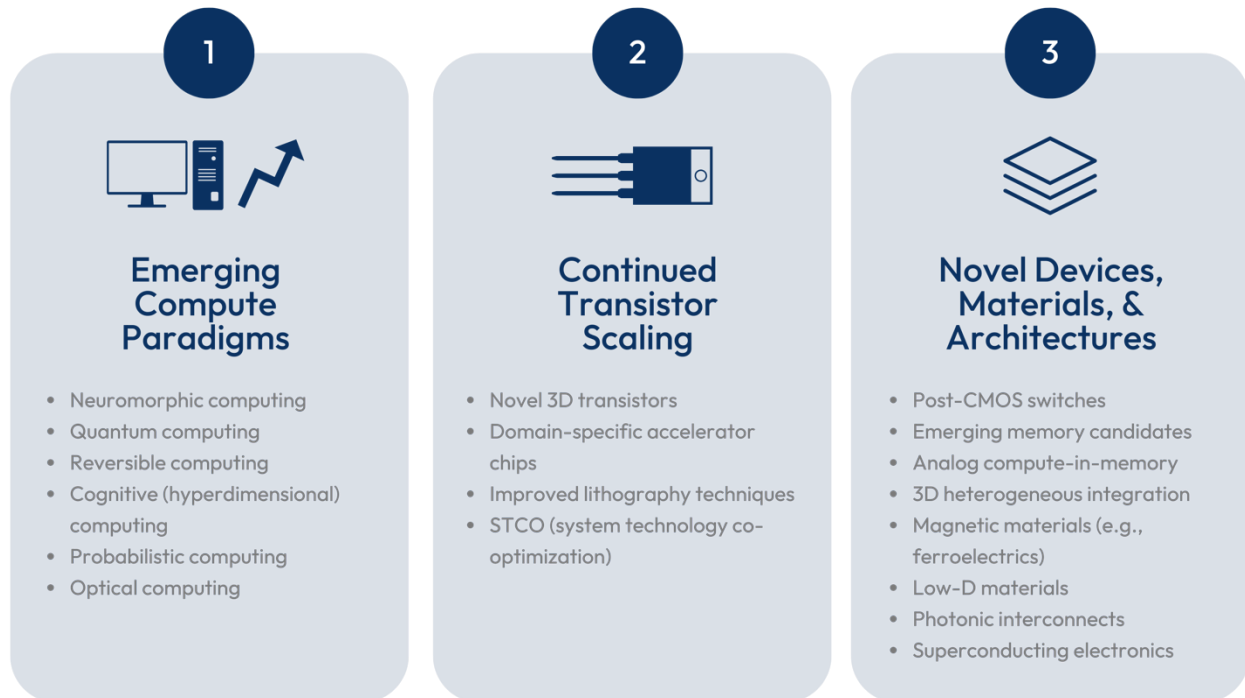 1
Emerging
Compute
Paradigms
• Neuromorphic computing
• Quantum computing
• Reversible computing
• Cognitive (hyperdimensional)
computing
• Probabilistic computing
• Optical computing
2
Continued
Transistor
Scaling
• Novel 3D transistors
• Domain-specific accelerator
chips
• Improved lithography techniques
• STCO (system technology co-
optimization)
3
Novel Devices,
Materials, &
Architectures
• Post-CMOS switches
• Emerging memory candidates
• Analog compute-in-memory
• 3D heterogeneous integration
• Magnetic materials (e.g.,
ferroelectrics)
• Low-D materials
• Photonic interconnects
• Superconducting electronics